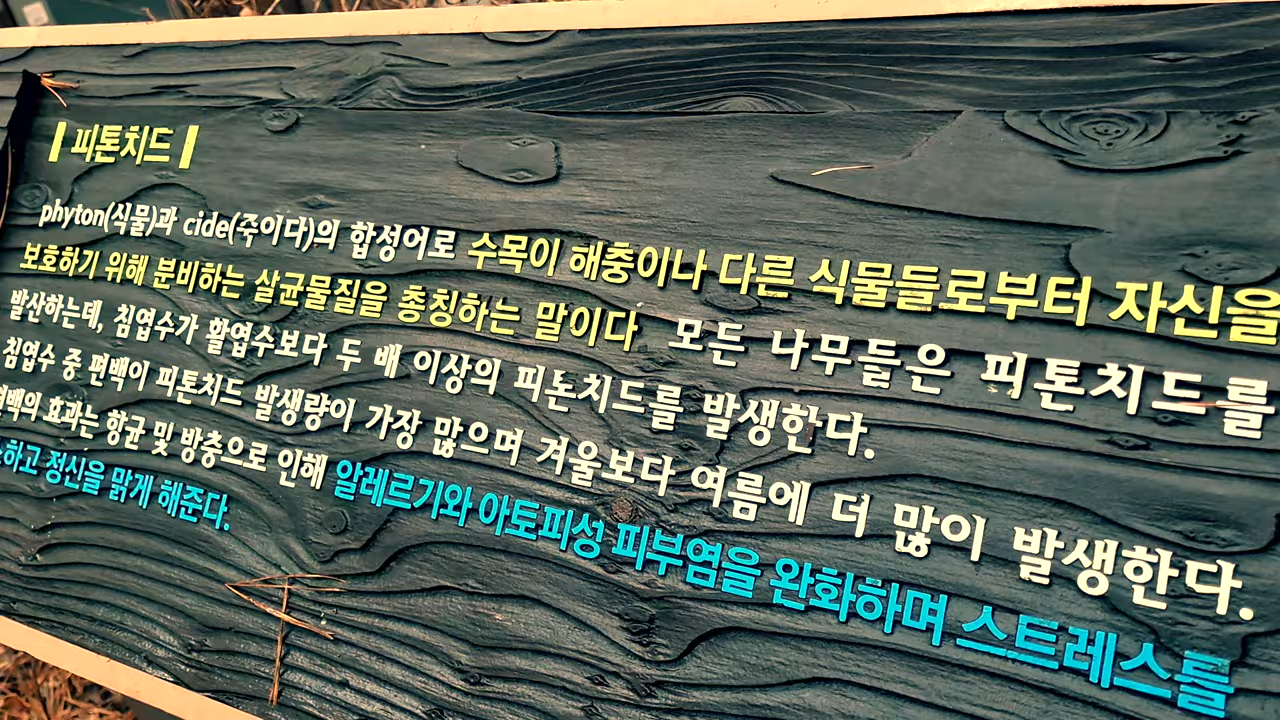 | 피톤치드 |
phyton(식물)과 cide(죽이다)의 합성어로 수목이 해충이나 다른 식물들로부터 자신을
보호하기 위해 분비하는 살균물질을 총칭하는 말이다 모든 나무들은 피톤치드를
발산하는데, 침엽수가 활엽수보다 두 배 이상의 피톤치드를 발생한다.
침엽수 중 편백이 피톤치드 발생량이 가장 많으며 겨울보다 여름에 더 많이 발생한다.
편백의 효과는 항균 및 방충으로 인해 알레르기와 아토피성 피부염을 완화하며 스트레스를
정신을 맑게 해준다.